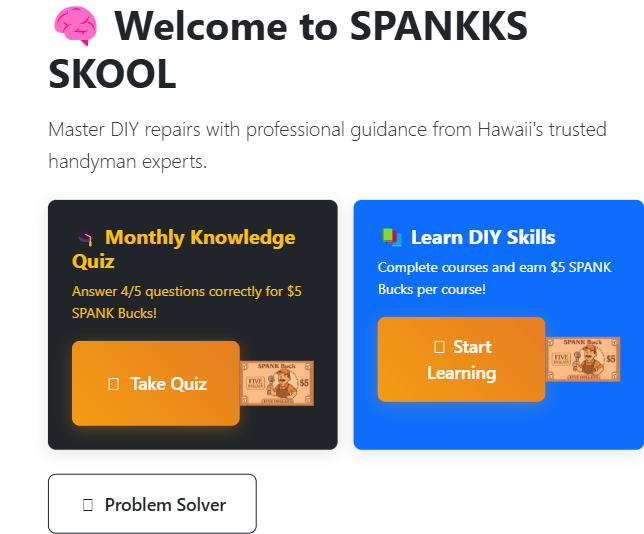 🧠 Welcome to SPANKKS
SKOOL
Master DIY repairs with professional guidance from Hawaii's trusted
handyman experts.
🎓 Monthly Knowledge
Quiz
Answer 4/5 questions correctly for $5
SPANK Bucks!
Take Quiz
SPANK Buck
FIVE
$5
📚 Learn DIY Skills
Complete courses and earn $5 SPANK
Bucks per course!
Start
Learning
SPANK Buck
FIVE
$5
Problem Solver